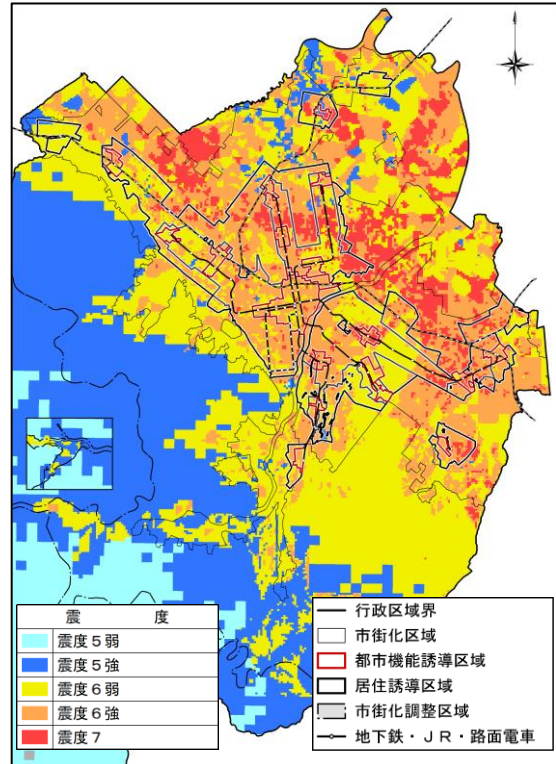 震　度
震度５弱
震度５強
震度６弱
震度６強
震度７
行政区域界
市街化区域
都市機能誘導区域
居住誘導区域
市街化調整区域
地下鉄・ＪＲ・路面電車